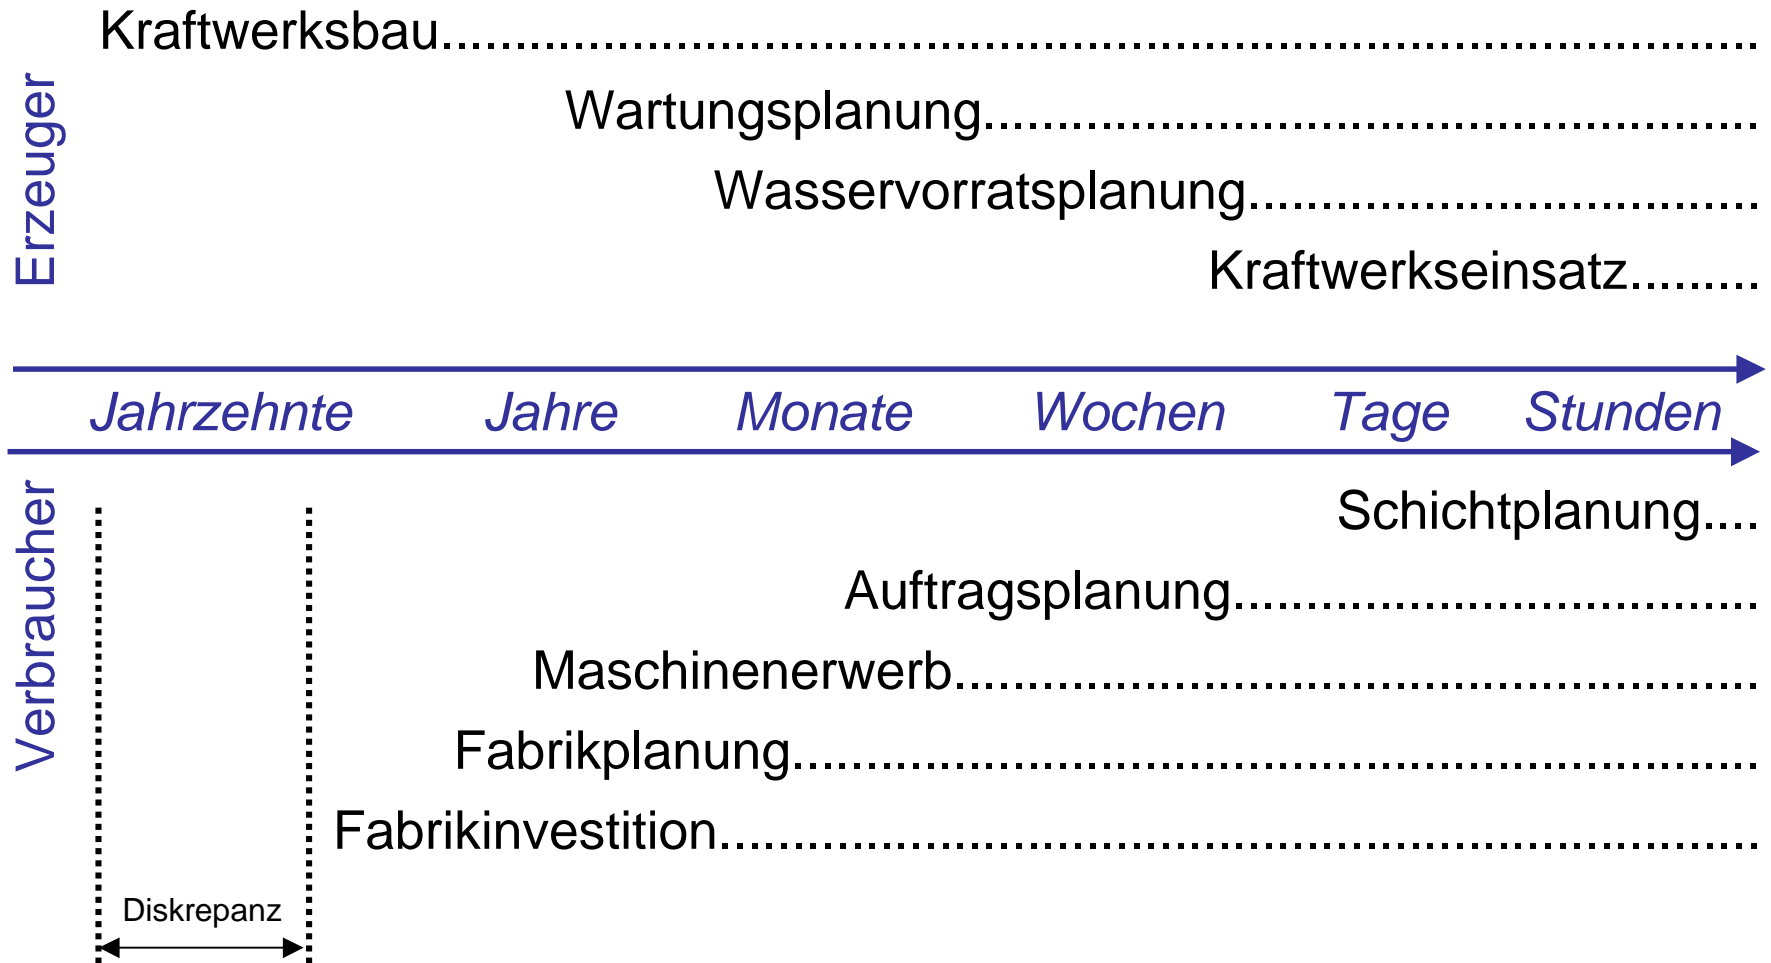 Kraftwerksbau
Erzeuger
Wartungsplanung
Wasservorratsplanung
Kraftwerkseinsatz
Jahrzehnte Jahre Monate Wochen Tage Stunden
Verbraucher
Schichtplanung
Auftragsplanung
Maschinenerwerb
Fabrikplanung
Fabrikinvestition
Diskrepanz